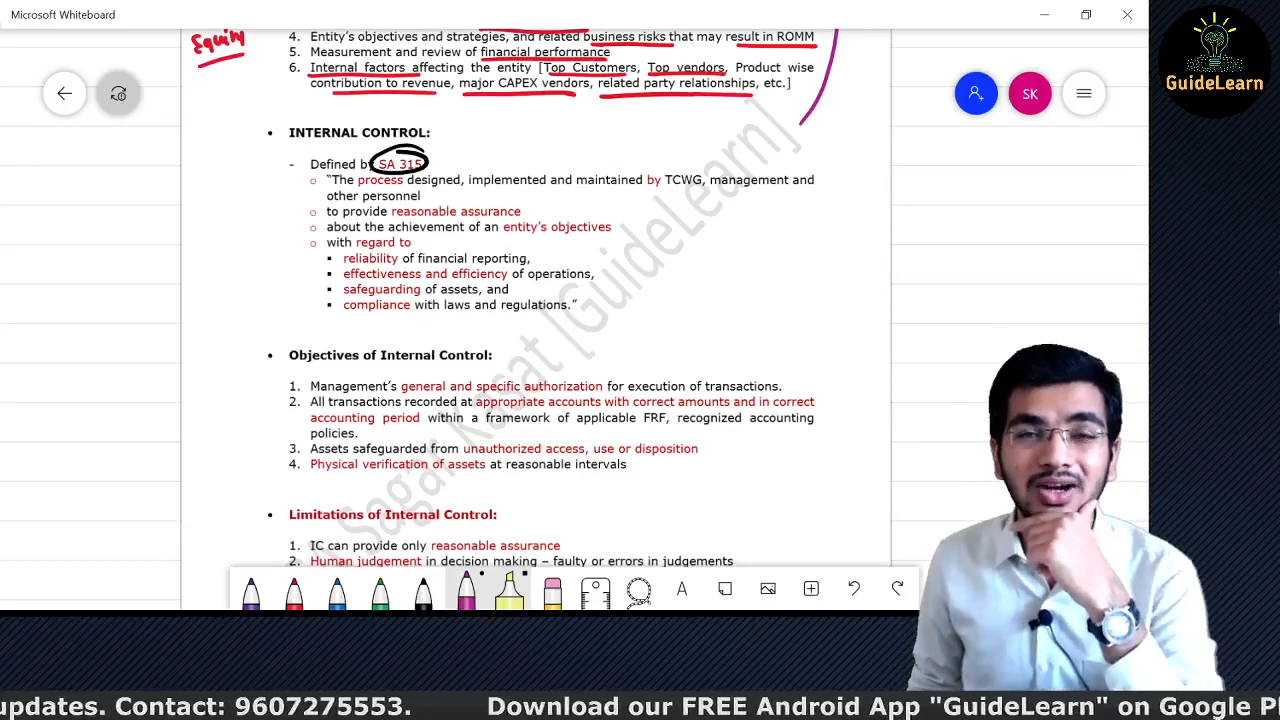 Microsoft Whiteboard
GuideLearn
SK
Equity
4. Entity's objectives and strategies, and related business risks that may result in ROMM
5. Measurement and review of financial performance
6. Internal factors affecting the entity [Top Customers, Top vendors, Product wise
contribution to revenue, major CAPEX vendors, related party relationships, etc.]
• INTERNAL CONTROL:
- Defined by SA 315
o "The process designed, implemented and maintained by TCWG, management and
other personnel
o to provide reasonable assurance
o about the achievement of an entity's objectives
o with regard to
▪ reliability of financial reporting,
▪ effectiveness and efficiency of operations,
▪ safeguarding of assets, and
▪ compliance with laws and regulations."
• Objectives of Internal Control:
1. Management's general and specific authorization for execution of transactions.
2. All transactions recorded at appropriate accounts with correct amounts and in correct
accounting period within a framework of applicable FRF, recognized accounting
policies.
3. Assets safeguarded from unauthorized access, use or disposition
4. Physical verification of assets at reasonable intervals
• Limitations of Internal Control:
1. IC can provide only reasonable assurance
2. Human judgement in decision making – faulty or errors in judgements
Sagar Kasat [GuideLearn]
A
updates. Contact: 9607275553. Download our FREE Android App "GuideLearn" on Google P